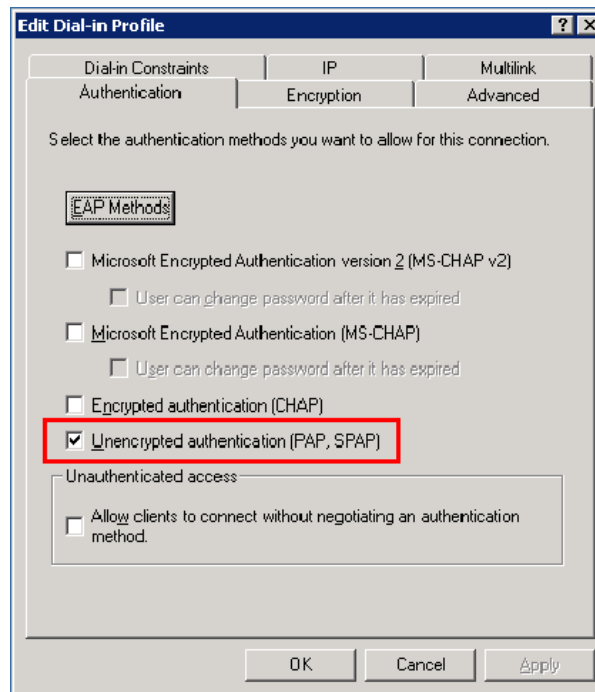 Edit Dial-in Profile
Dial-in Constraints IP Multilink
Authentication Encryption Advanced
Select the authentication methods you want to allow for this connection.
EAP Methods
Microsoft Encrypted Authentication version 2 (MS-CHAP v2)
User can change password after it has expired
Microsoft Encrypted Authentication (MS-CHAP)
User can change password after it has expired
Encrypted authentication (CHAP)
Unencrypted authentication (PAP, SPAP)
Unauthenticated access
Allow clients to connect without negotiating an authentication
method.
OK Cancel Apply